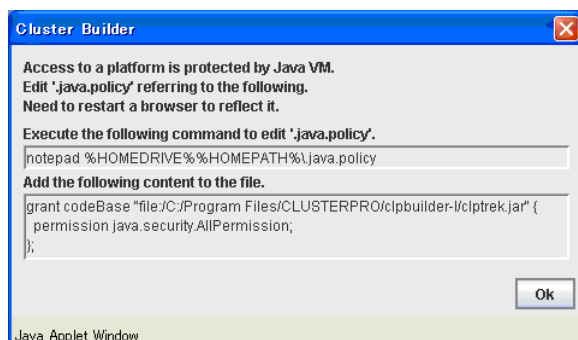 Cluster Builder
Access to a platform is protected by Java VM.
Edit '.java.policy' referring to the following.
Need to restart a browser to reflect it.
Execute the following command to edit '.java.policy'.
notepad %HOMEDRIVE%%HOMEPATH%\.java.policy
Add the following content to the file.
grant codeBase "file:/C:/Program Files/CLUSTERPRO/clpbuilder-l/clptrek.jar" {
  permission java.security.AllPermission;
};
Ok
Java Applet Window